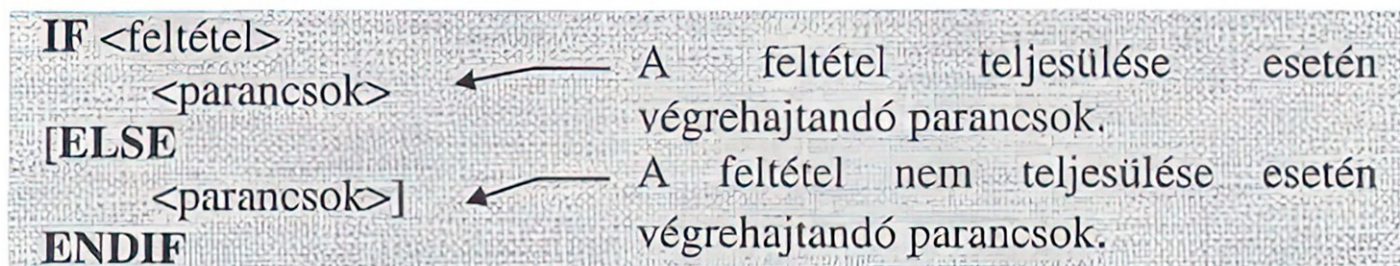 IF <feltétel>
<parancsok>
[ELSE
<parancsok>]
ENDIF
A feltétel teljesülése esetén
végrehajtandó parancsok.
A feltétel nem teljesülése esetén
végrehajtandó parancsok.